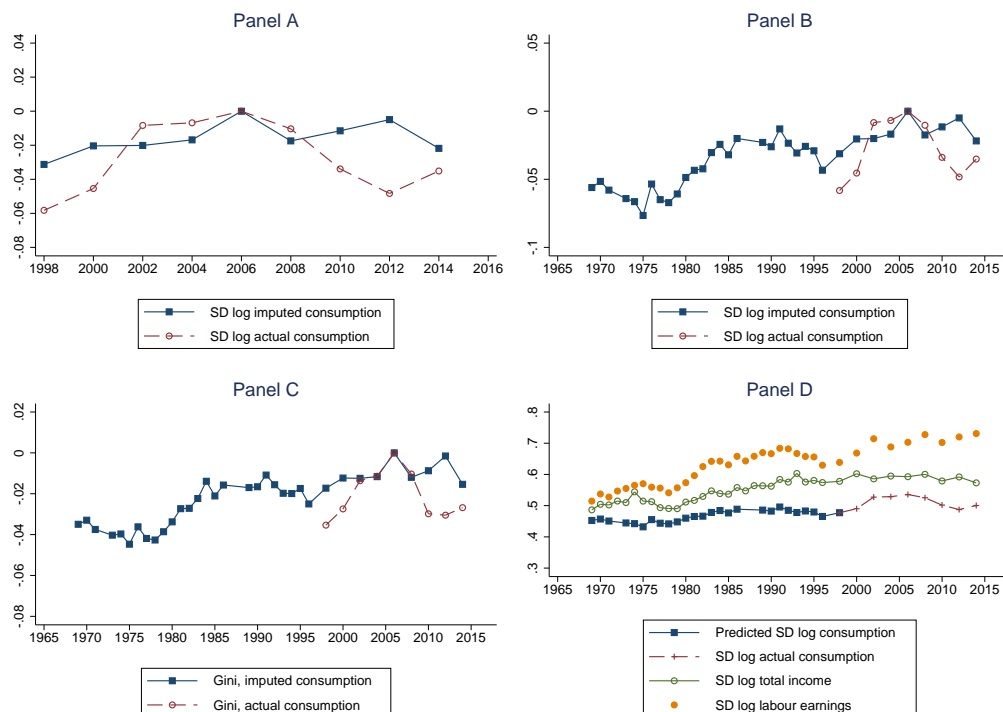 Panel A
.04
.02
0
-.02
-.04
-.06
-.08
1998 2000 2002 2004 2006 2008 2010 2012 2014 2016
SD log imputed consumption
SD log actual consumption
Panel B
.05
0
-.05
-.1
1965 1970 1975 1980 1985 1990 1995 2000 2005 2010 2015
SD log imputed consumption
SD log actual consumption
Panel C
.02
0
-.02
-.04
-.06
-.08
1965 1970 1975 1980 1985 1990 1995 2000 2005 2010 2015
Gini, imputed consumption
Gini, actual consumption
Panel D
.8
.7
.6
.5
.4
.3
1965 1970 1975 1980 1985 1990 1995 2000 2005 2010 2015
Predicted SD log consumption
SD log actual consumption
SD log total income
SD log labour earnings